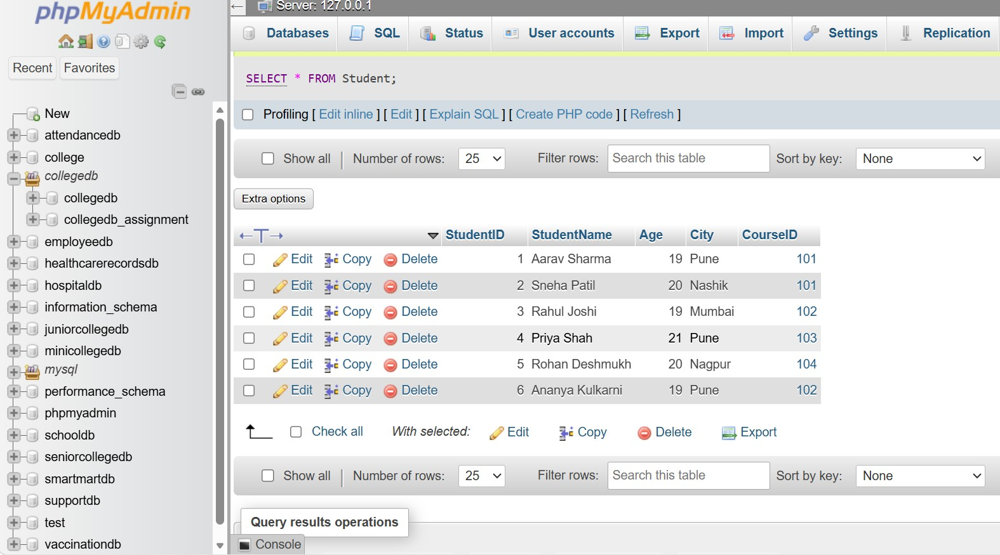 phpMyAdmin
Recent Favorites
New
attendancedb
college
collegedb
collegedb
collegedb_assignment
employeedb
healthcarerecordsdb
hospitaldb
information_schema
juniorcollegedb
minicollegedb
mysql
performance_schema
phpmyadmin
schooldb
seniorcollegedb
smartmartdb
supportdb
test
vaccinationdb
Server: 127.0.0.1
Databases SQL Status User accounts Export Import Settings Replication
SELECT * FROM Student;
Profiling [ Edit inline ] [ Edit ] [ Explain SQL ] [ Create PHP code ] [ Refresh ]
Show all | Number of rows: 25 Filter rows: Search this table Sort by key: None
Extra options
←T→ StudentID StudentName Age City CourseID
Edit Copy Delete 1 Aarav Sharma 19 Pune 101
Edit Copy Delete 2 Sneha Patil 20 Nashik 101
Edit Copy Delete 3 Rahul Joshi 19 Mumbai 102
Edit Copy Delete 4 Priya Shah 21 Pune 103
Edit Copy Delete 5 Rohan Deshmukh 20 Nagpur 104
Edit Copy Delete 6 Ananya Kulkarni 19 Pune 102
Check all With selected: Edit Copy Delete Export
Show all | Number of rows: 25 Filter rows: Search this table Sort by key: None
Query results operations
Console